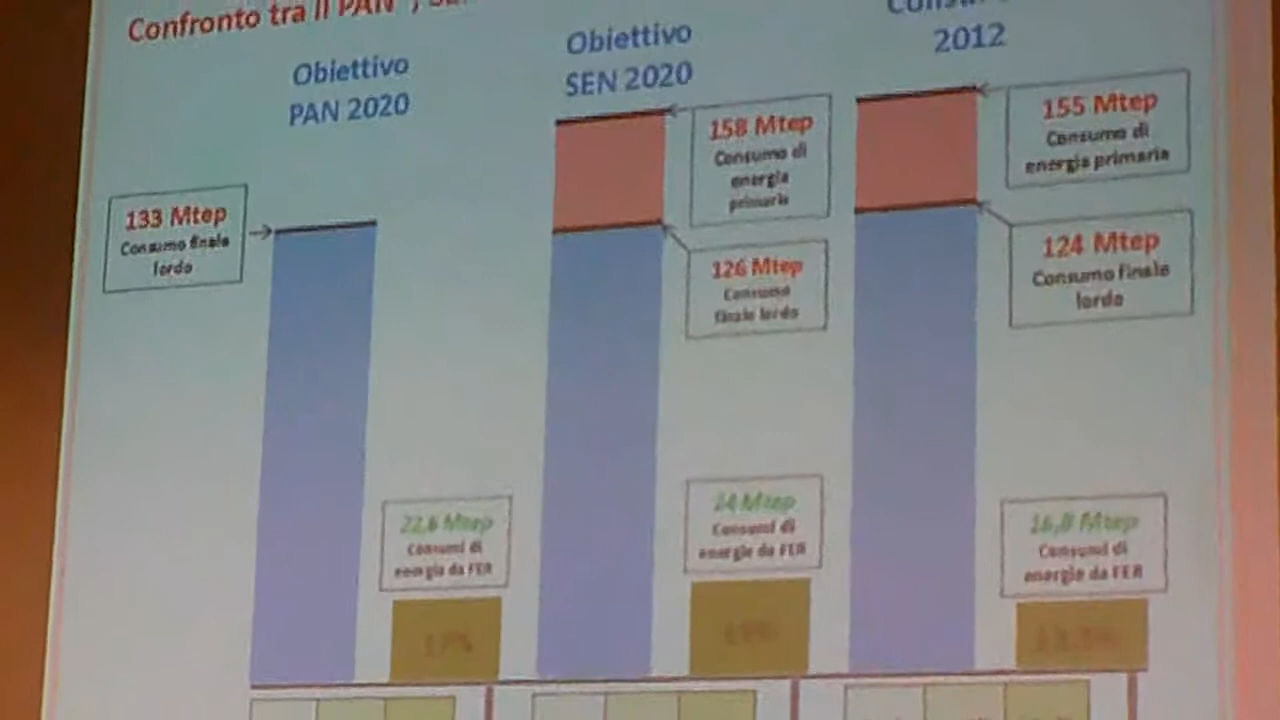 Confronto tra il PAN
Obiettivo
PAN 2020
Obiettivo
SEN 2020
2012
133 Mtep
Consumo finale
lordo
158 Mtep
Consumo di
energia
primaria
126 Mtep
Consumo
finale lordo
155 Mtep
Consumo di
energia primaria
124 Mtep
Consumo finale
lordo
22,6 Mtep
Consumi di
energia da FER
17%
24 Mtep
Consumi di
energie da FER
19%
Mtep
Consumi di
energie da FER